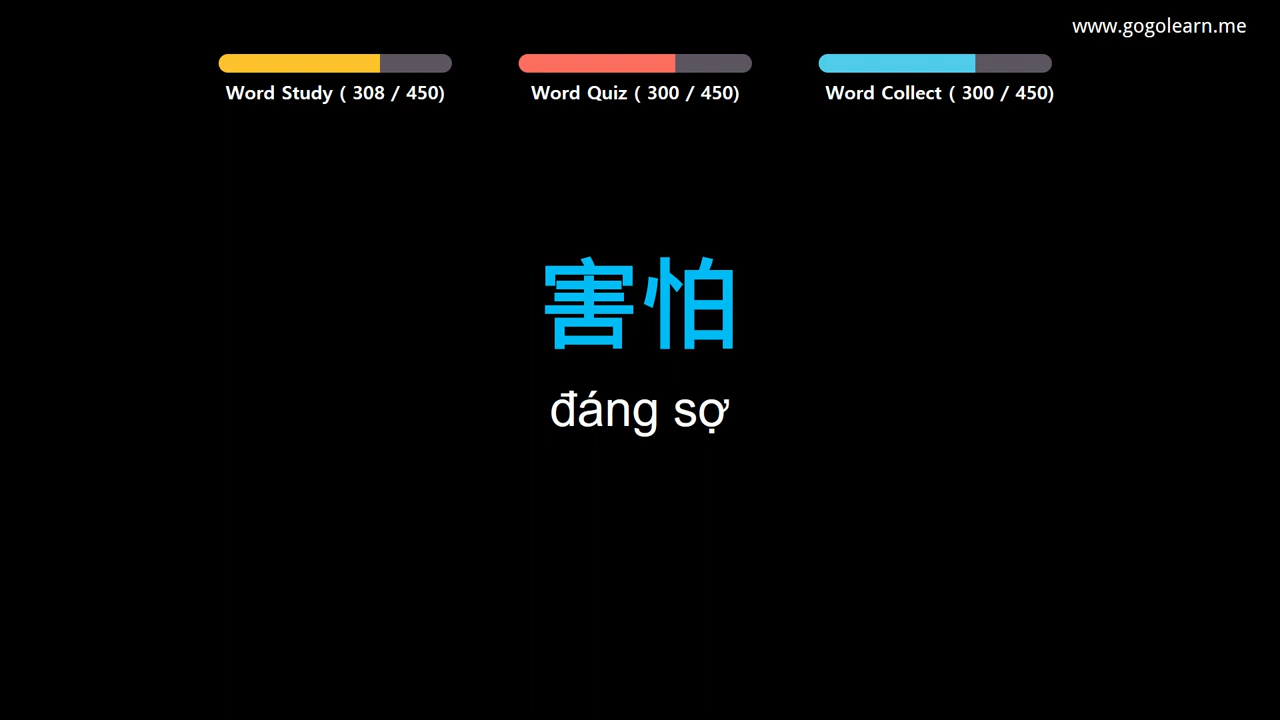 www.gogolearn.me
Word Study ( 308 / 450)
Word Quiz ( 300 / 450)
Word Collect ( 300 / 450)
害怕
đáng sợ